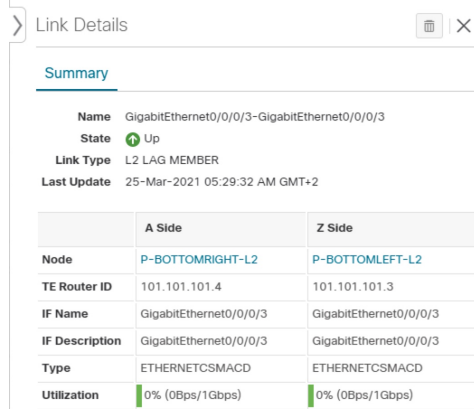 Link Details
Summary
Name GigabitEthernet0/0/0/3-GigabitEthernet0/0/0/3
State Up
Link Type L2 LAG MEMBER
Last Update 25-Mar-2021 05:29:32 AM GMT+2
A Side Z Side
Node P-BOTTOMRIGHT-L2 P-BOTTOMLEFT-L2
TE Router ID 101.101.101.4 101.101.101.3
IF Name GigabitEthernet0/0/0/3 GigabitEthernet0/0/0/3
IF Description GigabitEthernet0/0/0/3 GigabitEthernet0/0/0/3
Type ETHERNETCSMACD ETHERNETCSMACD
Utilization 0% (0Bps/1Gbps) 0% (0Bps/1Gbps)